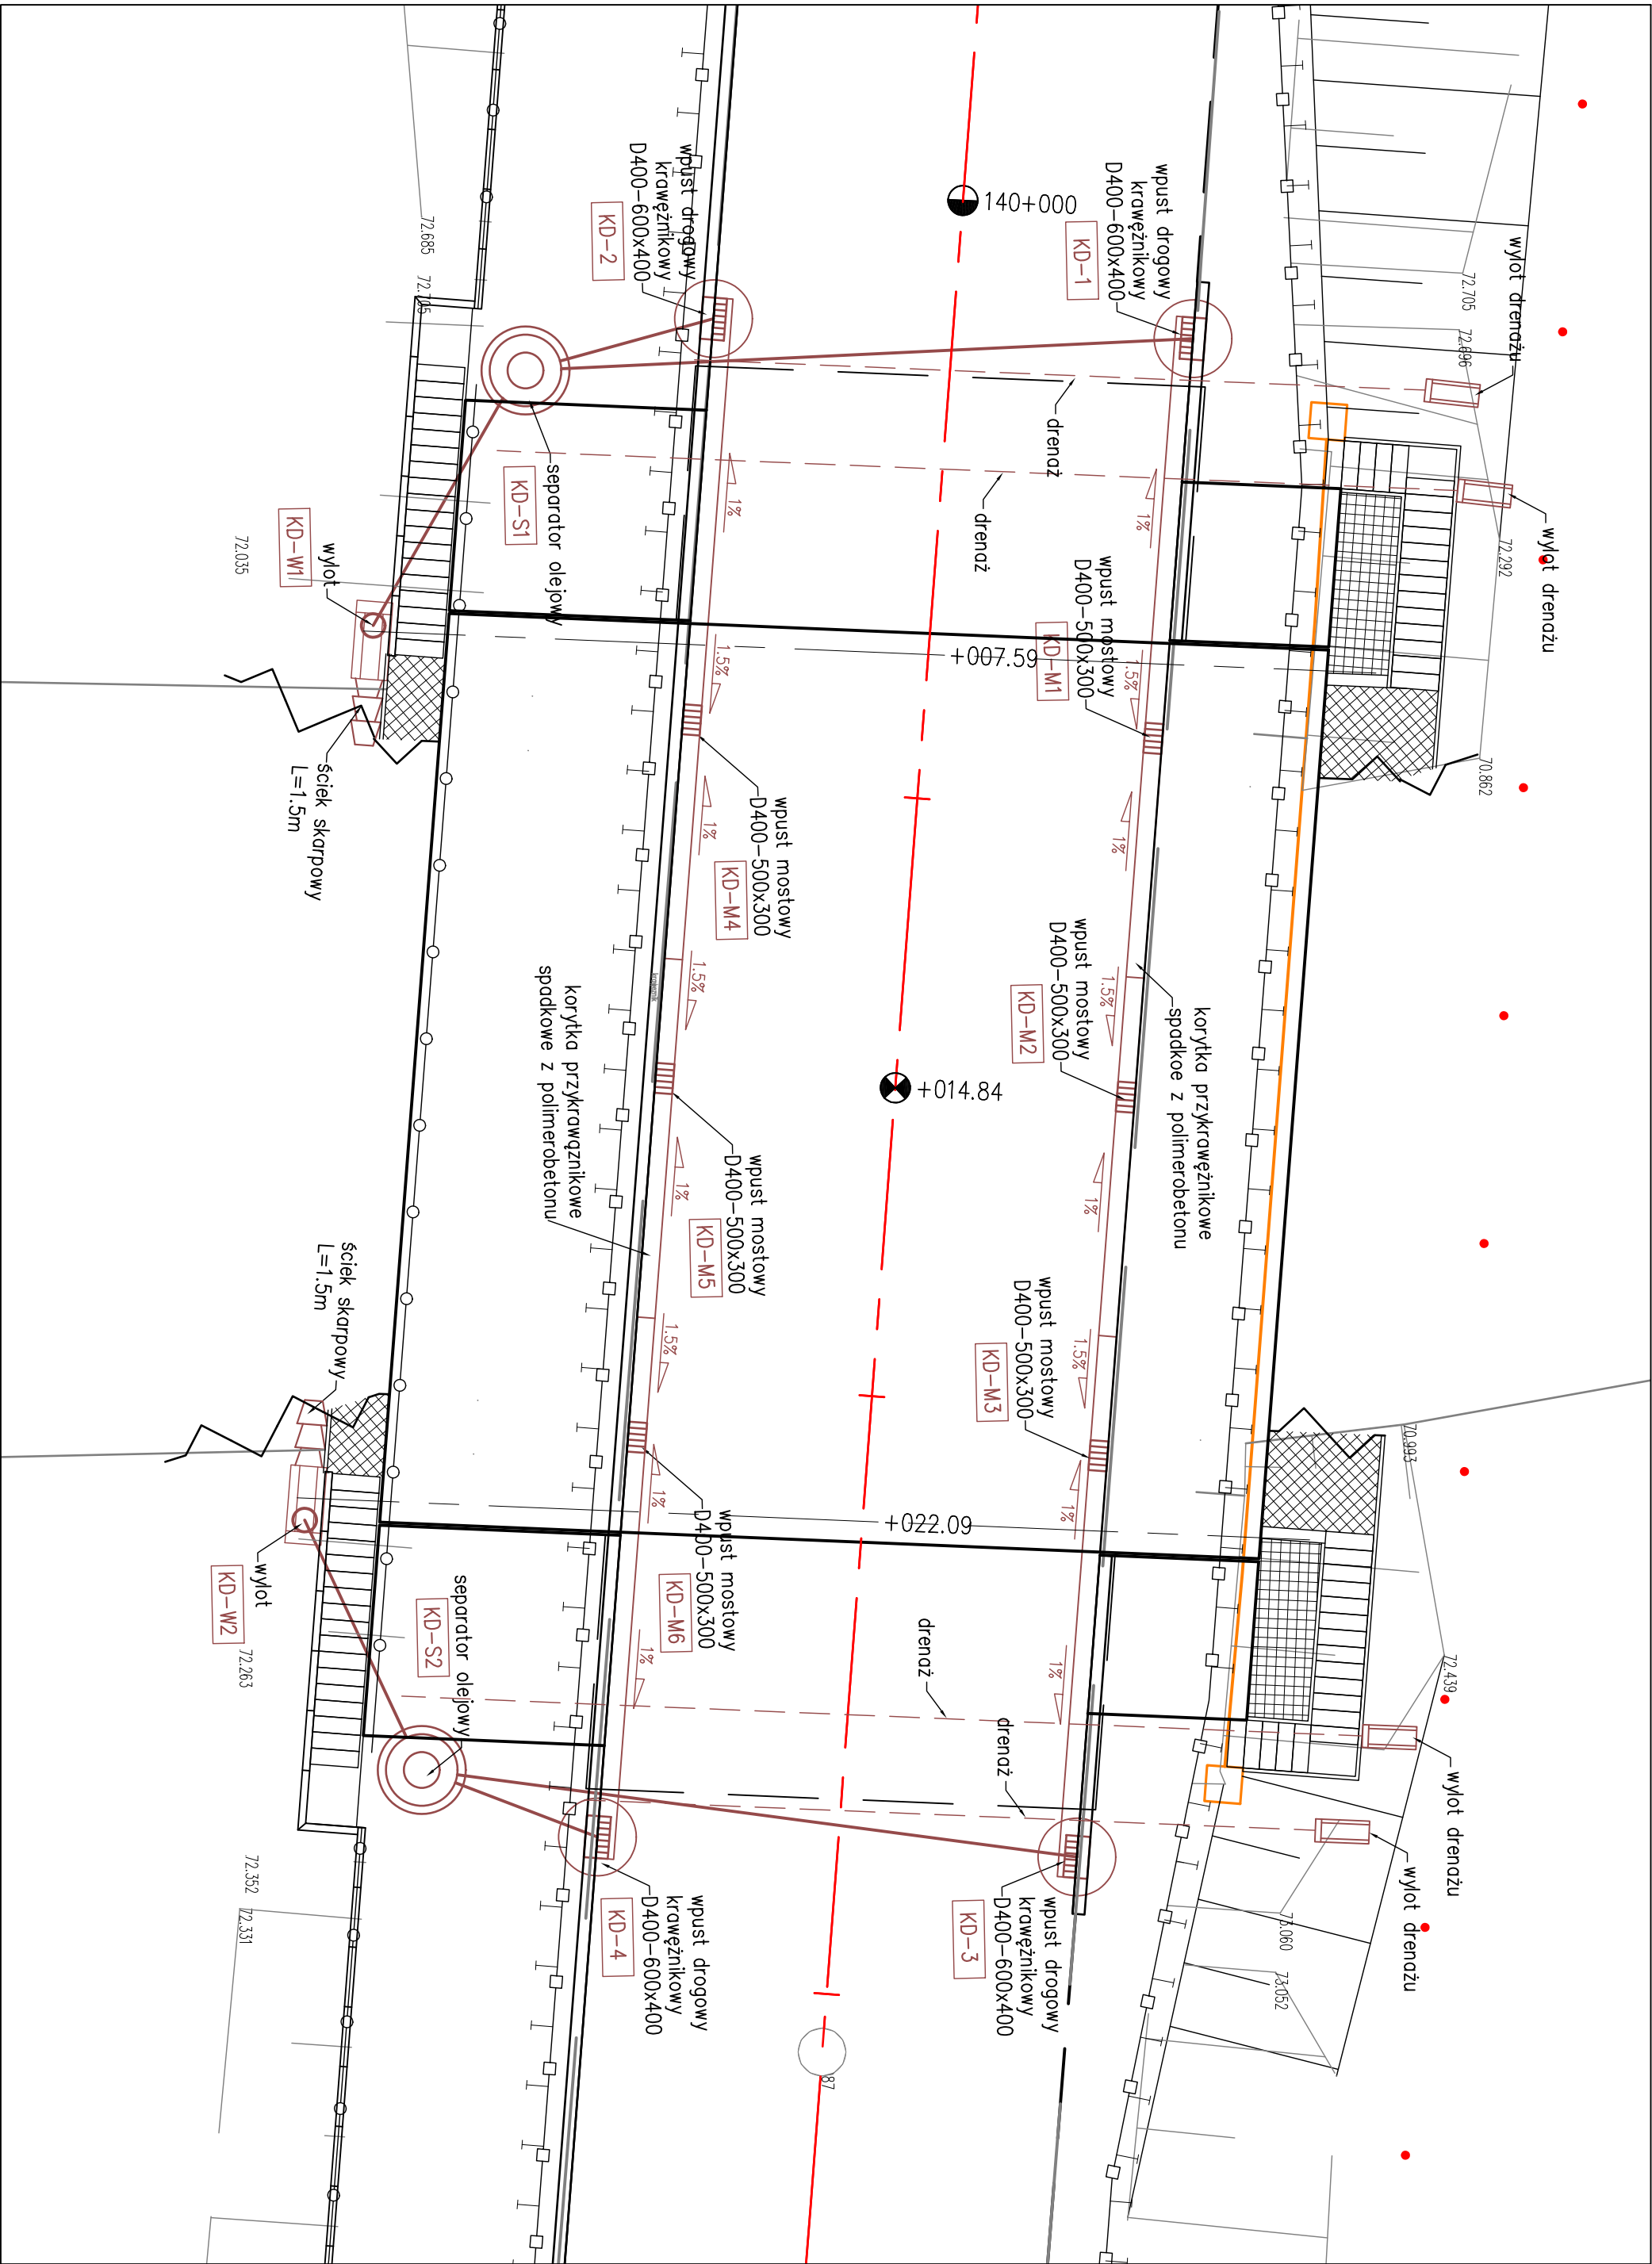 wylot drenażu
72.705
72.696
wpust drogowy
krawężnikowy
D400-600x400
KD-1
140+000
wpust drogowy
krawężnikowy
D400-600x400
KD-2
72.685
72.705
drenaż
drenaż
wylot drenażu
72.292
1%
1%
separator olejowy
KD-S1
wylot
KD-W1
72.035
wpust mostowy
D400-500x300
KD-M1
+007.59
1.5%
1.5%
70.862
ściek skarpowy
L=1.5m
1%
1%
wpust mostowy
D400-500x300
KD-M4
wpust mostowy
D400-500x300
KD-M2
1.5%
1.5%
korytka przykrawężnikowe
spadkoe z polimerobetonu
korytka przykrawąznikowe
spadkowe z polimerobetonu
+014.84
wpust mostowy
D400-500x300
KD-M5
1%
1%
ściek skarpowy
L=1.5m
wpust mostowy
D400-500x300
KD-M3
1.5%
1.5%
70.993
1%
1%
+022.09
wpust mostowy
D400-500x300
KD-M6
wylot
KD-W2
72.263
separator olejowy
KD-S2
drenaż
drenaż
1%
1%
72.439
wylot drenażu
wylot drenażu
73.060
73.052
wpust drogowy
krawężnikowy
D400-600x400
KD-3
wpust drogowy
krawężnikowy
D400-600x400
KD-4
72.352
72.331
87